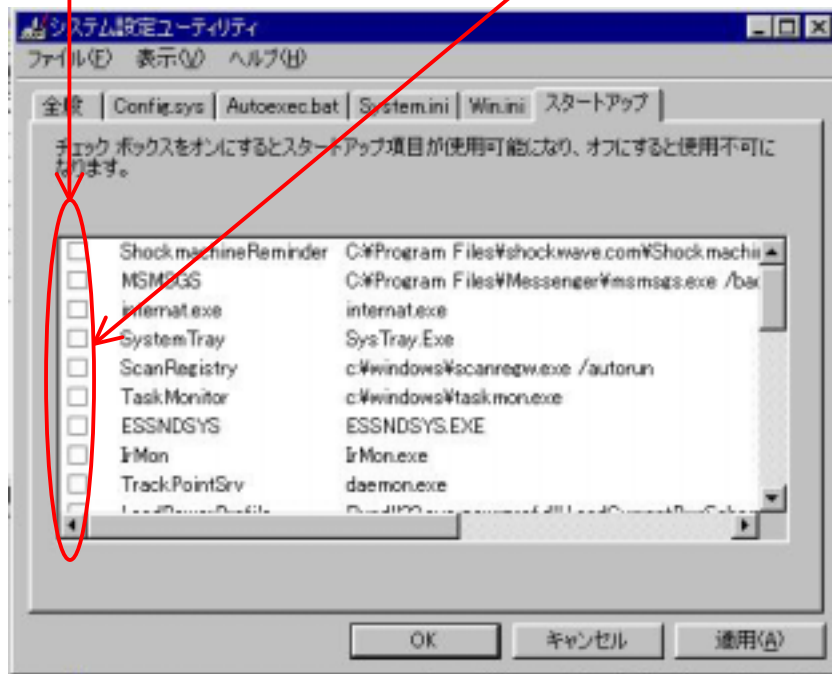 システム設定ユーティリティ
ファイル(F) 表示(V) ヘルプ(H)
全般 Config.sys Autoexec.bat System.ini Win.ini スタートアップ
チェック ボックスをオンにするとスタートアップ項目が使用可能になり、オフにすると使用不可に
なります。
ShockmachineReminder C:¥Program Files¥shockwave.com¥Shockmachi
MSMSGS C:¥Program Files¥Messenger¥msmsgs.exe /bac
internat.exe internat.exe
SystemTray SysTray.Exe
ScanRegistry c:¥windows¥scanregw.exe /autorun
TaskMonitor c:¥windows¥taskmon.exe
ESSNDSYS ESSNDSYS.EXE
IrMon IrMon.exe
TrackPointSrv daemon.exe
OK キャンセル 適用(A)